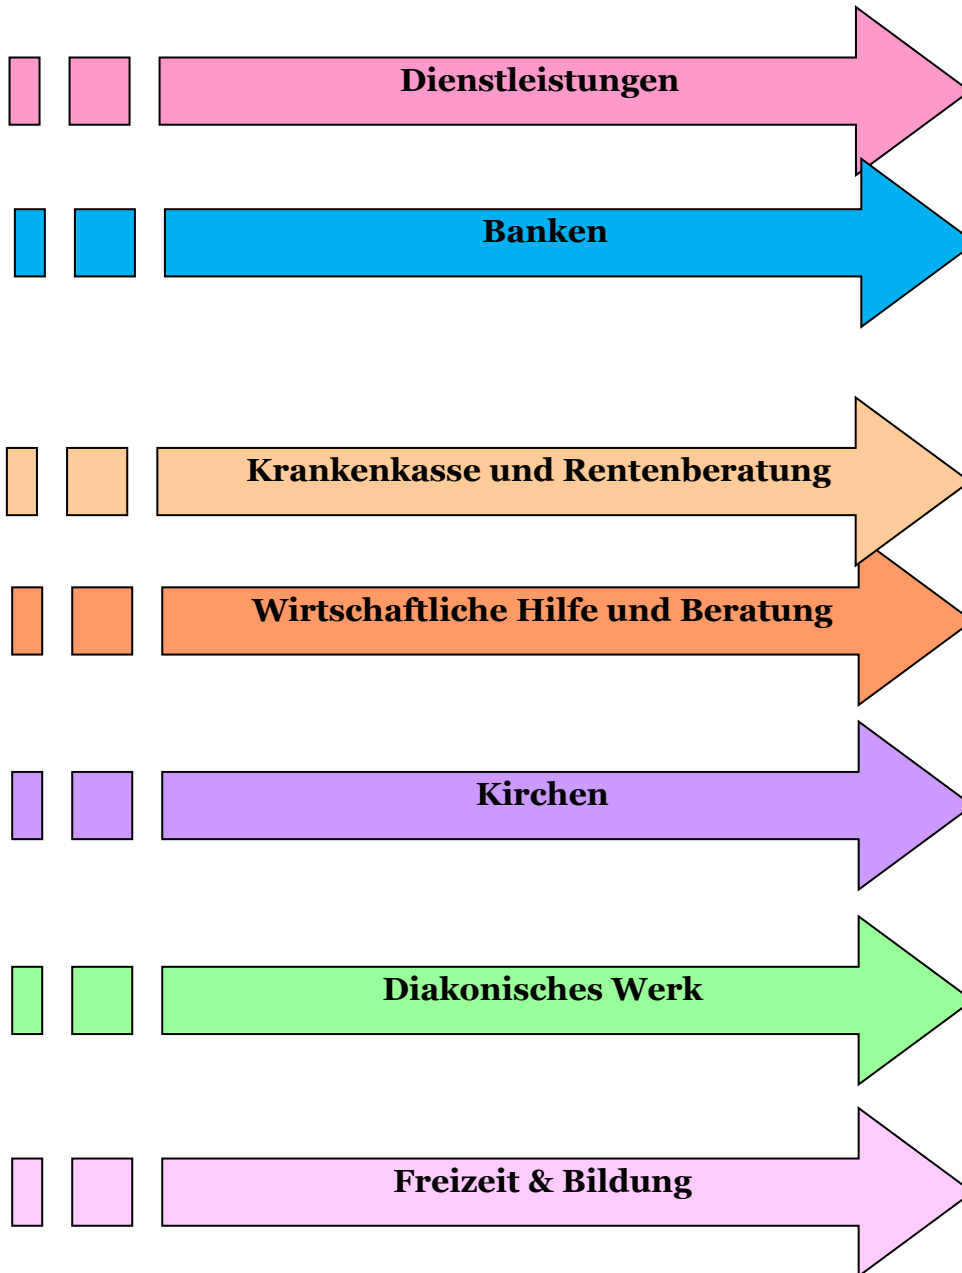 Dienstleistungen
Banken
Krankenkasse und Rentenberatung
Wirtschaftliche Hilfe und Beratung
Kirchen
Diakonisches Werk
Freizeit & Bildung